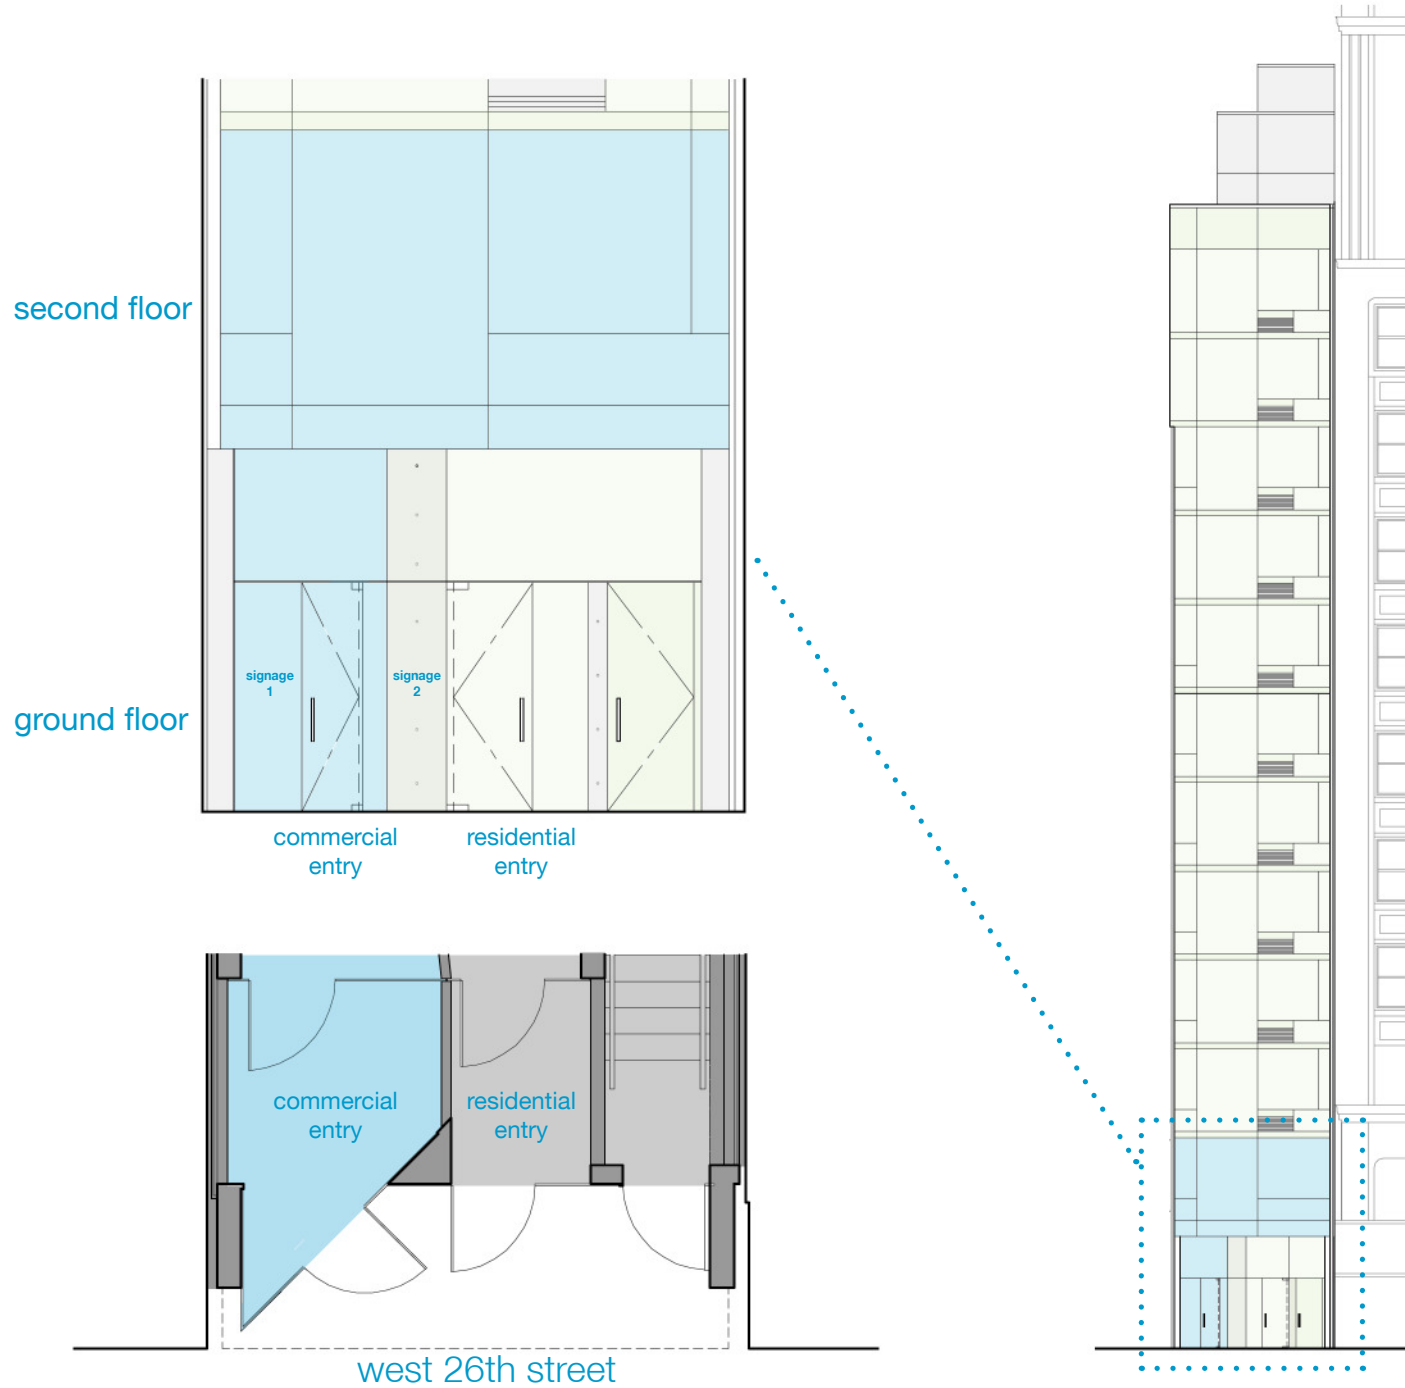 second floor
signage
1
signage
2
ground floor
commercial
entry
residential
entry
commercial
entry
residential
entry
west 26th street